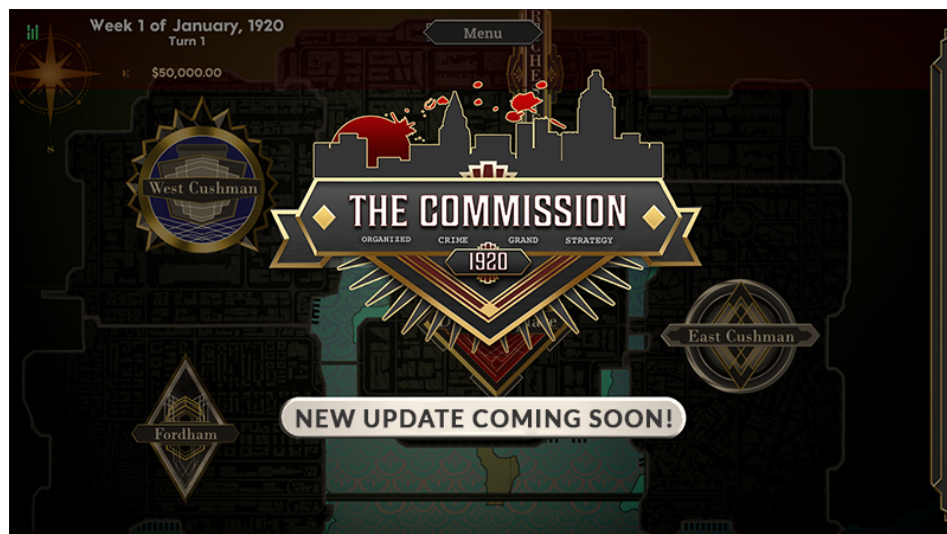 Week 1 of January, 1920
Turn 1
E $50,000.00
S
Menu
West Cushman
THE COMMISSION
ORGANIZED CRIME GRAND STRATEGY
1920
East Cushman
Fordham
NEW UPDATE COMING SOON!